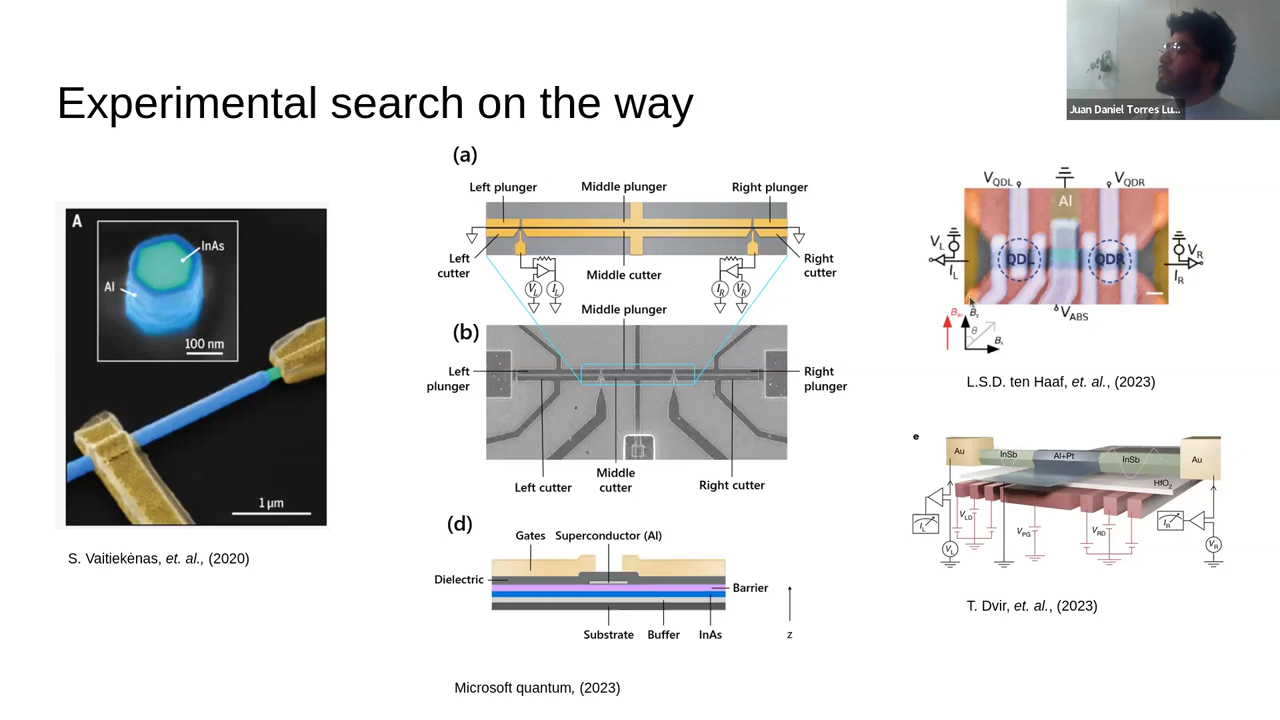 Juan Daniel Torres Lu...
Experimental search on the way
A
InAs
Al
100 nm
1 µm
S. Vaitiekėnas, et. al., (2020)
(a)
Left plunger
Middle plunger
Right plunger
Left cutter
Middle cutter
Right cutter
V_L
I_L
I_R
V_R
(b)
Middle plunger
Left plunger
Right plunger
Left cutter
Middle cutter
Right cutter
(d)
Gates
Superconductor (Al)
Dielectric
Barrier
Substrate
Buffer
InAs
z
Microsoft quantum, (2023)
V_QDL
V_QDR
Al
V_L
I_L
QDL
QDR
V_R
I_R
V_ABS
θ
L.S.D. ten Haaf, et. al., (2023)
e
Au
InSb
Al+Pt
InSb
Au
HfO₂
I_L
V_L
V_LD
V_PG
V_RD
I_R
V_R
T. Dvir, et. al., (2023)